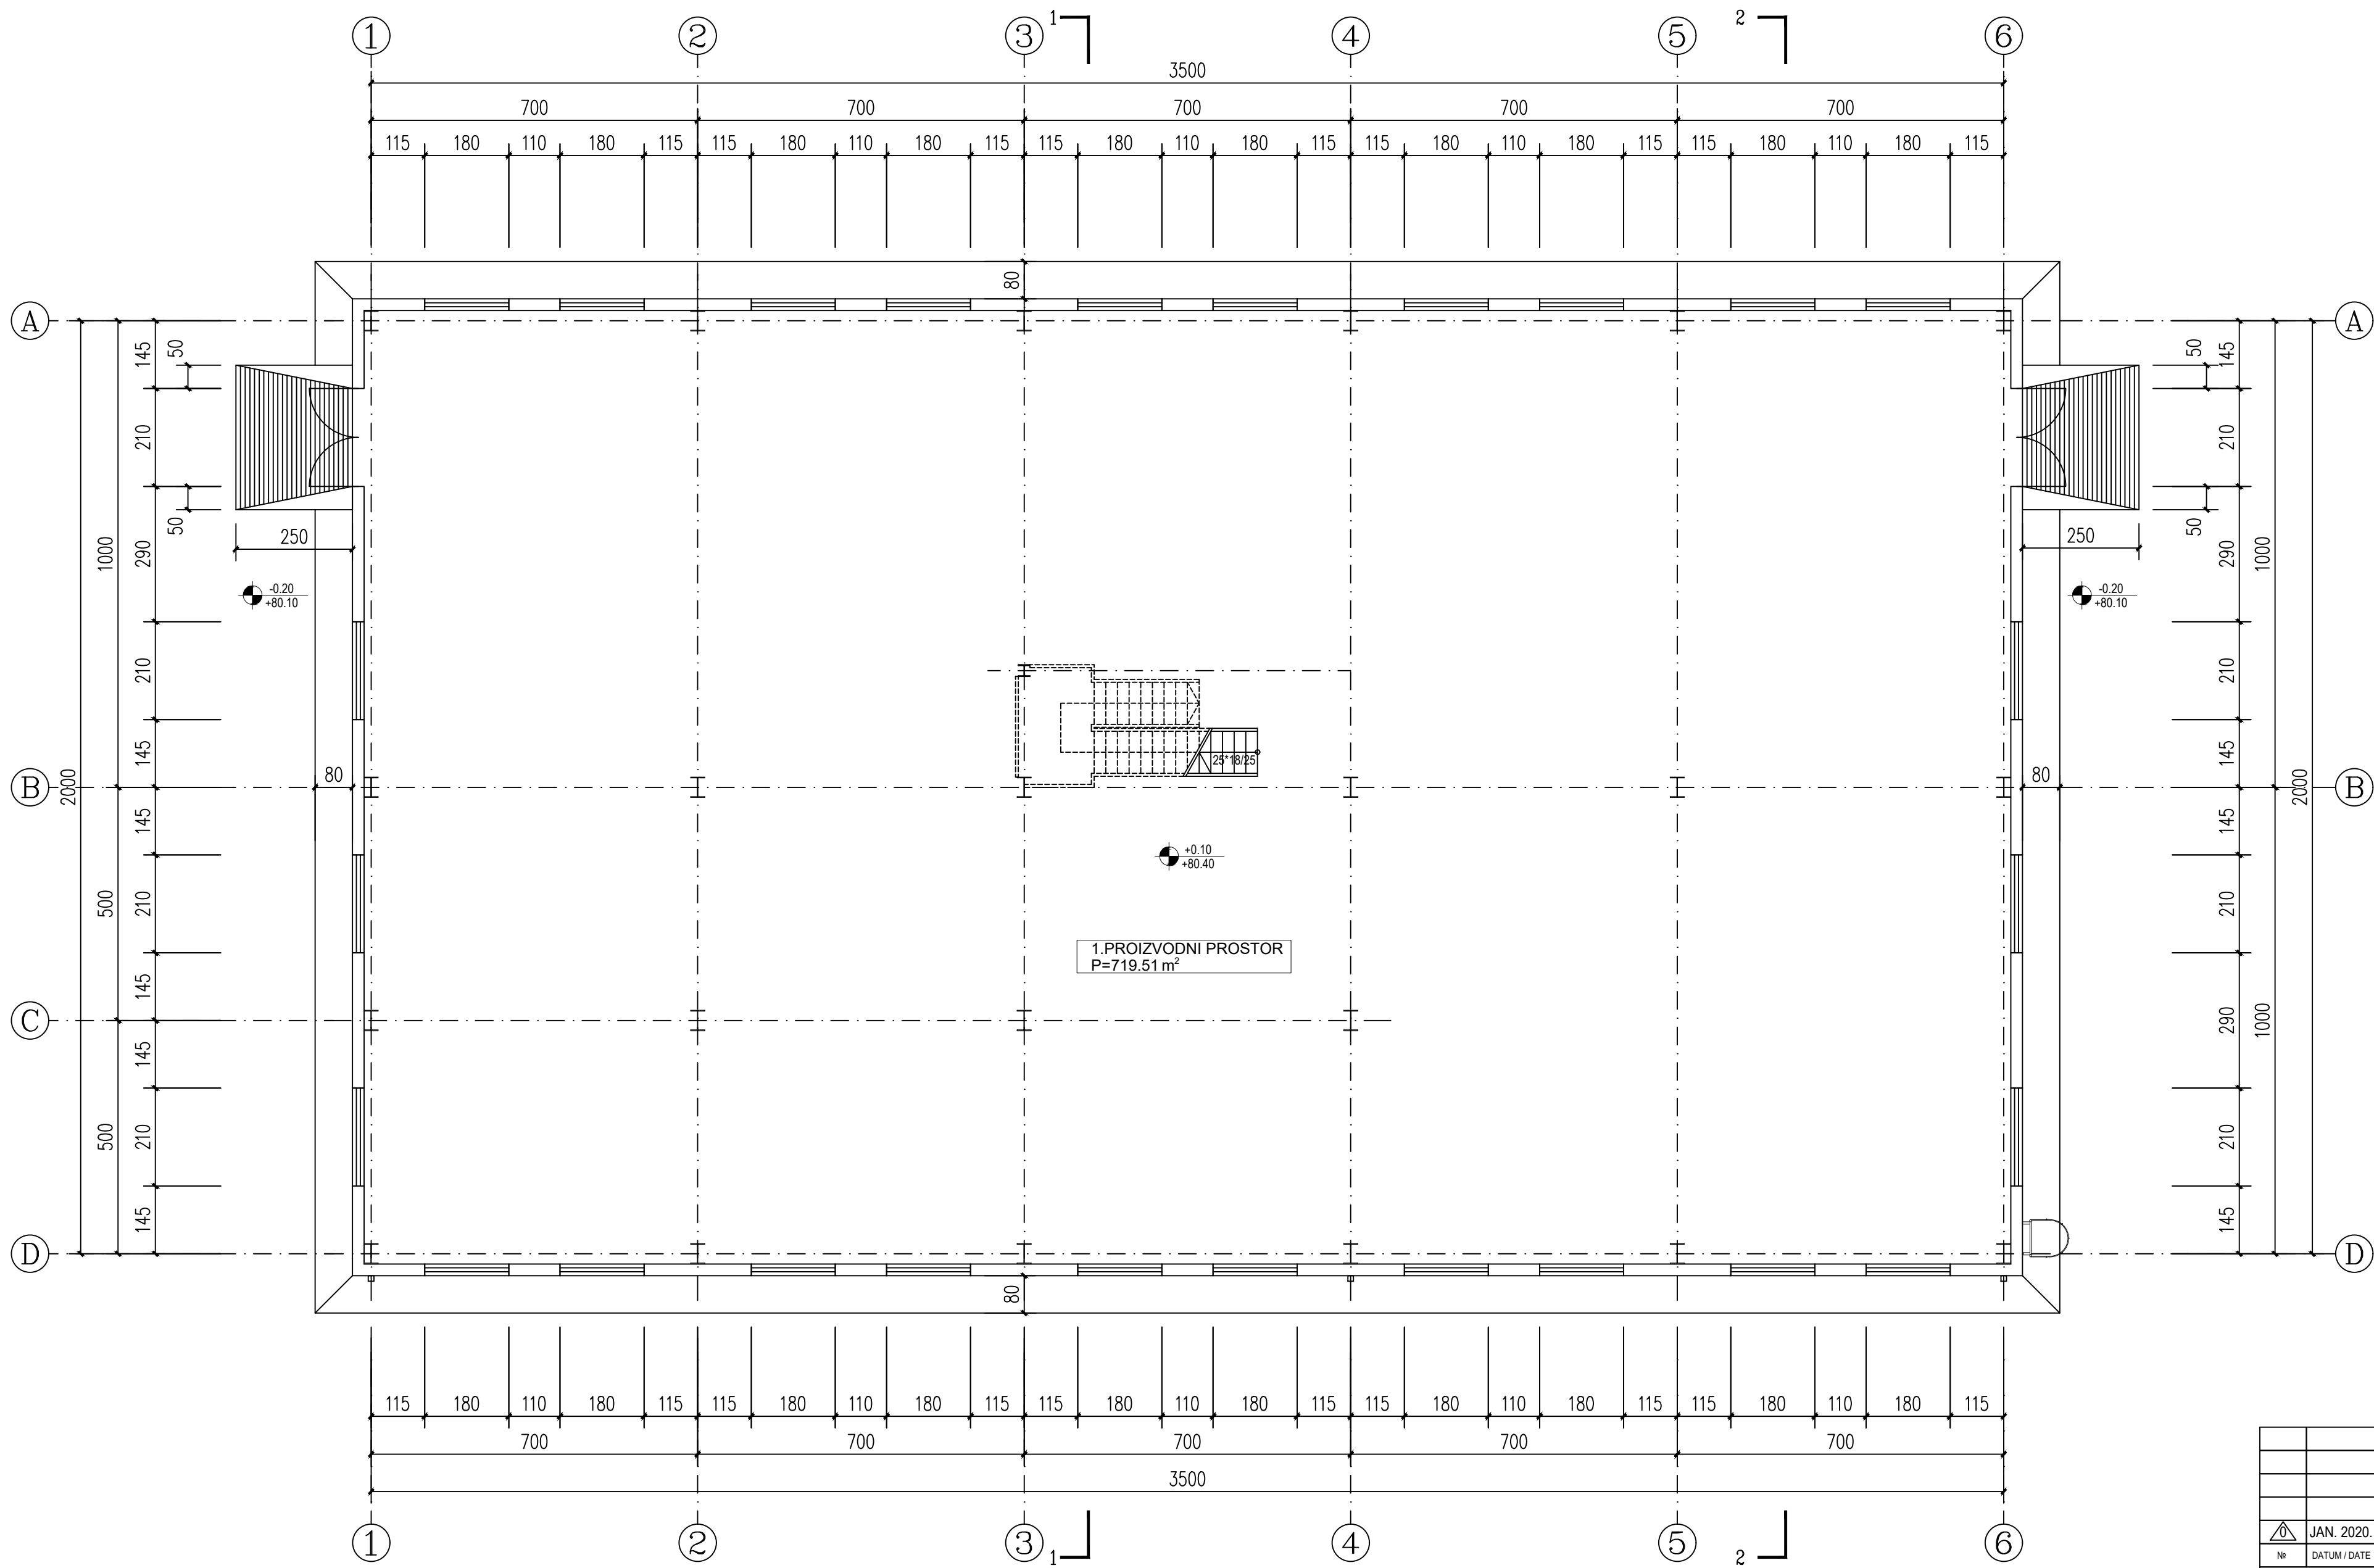 1 2 3 1 4 5 2 6
3500
700 700 700 700 700
115 180 110 180 115 115 180 110 180 115 115 180 110 180 115 115 180 110 180 115 115 180 110 180 115
80
A A
145 50 50 145
210 210
50 50
250 250
1000 290 290 1000
-0.20 -0.20
+80.10 +80.10
210 210
145 145
25*18/25
80 80
B 2000 2000 B
145 145
+0.10
+80.40
500 210 210
1.PROIZVODNI PROSTOR
P=719.51 m²
145
C 290 1000
145
500 210 210
145 145
D D
80
115 180 110 180 115 115 180 110 180 115 115 180 110 180 115 115 180 110 180 115 115 180 110 180 115
700 700 700 700 700
3500
1 2 3 1 4 5 2 6
0 JAN. 2020.
№ DATUM / DATE